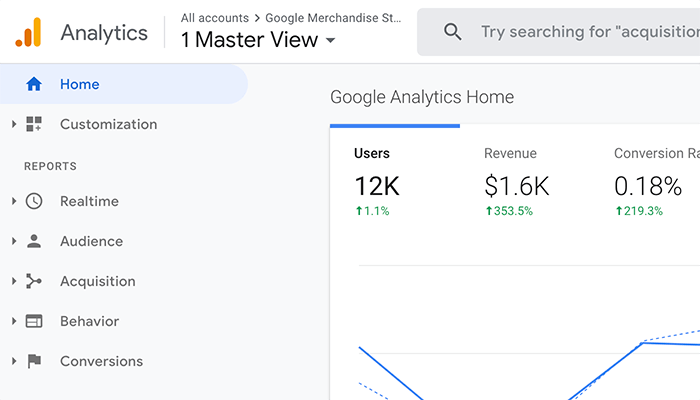 Analytics
All accounts > Google Merchandise St...
1 Master View
Try searching for "acquisition
Home
Customization
REPORTS
Realtime
Audience
Acquisition
Behavior
Conversions
Google Analytics Home
Users Revenue Conversion Ra
12K $1.6K 0.18%
↑1.1% ↑353.5% ↑219.3%